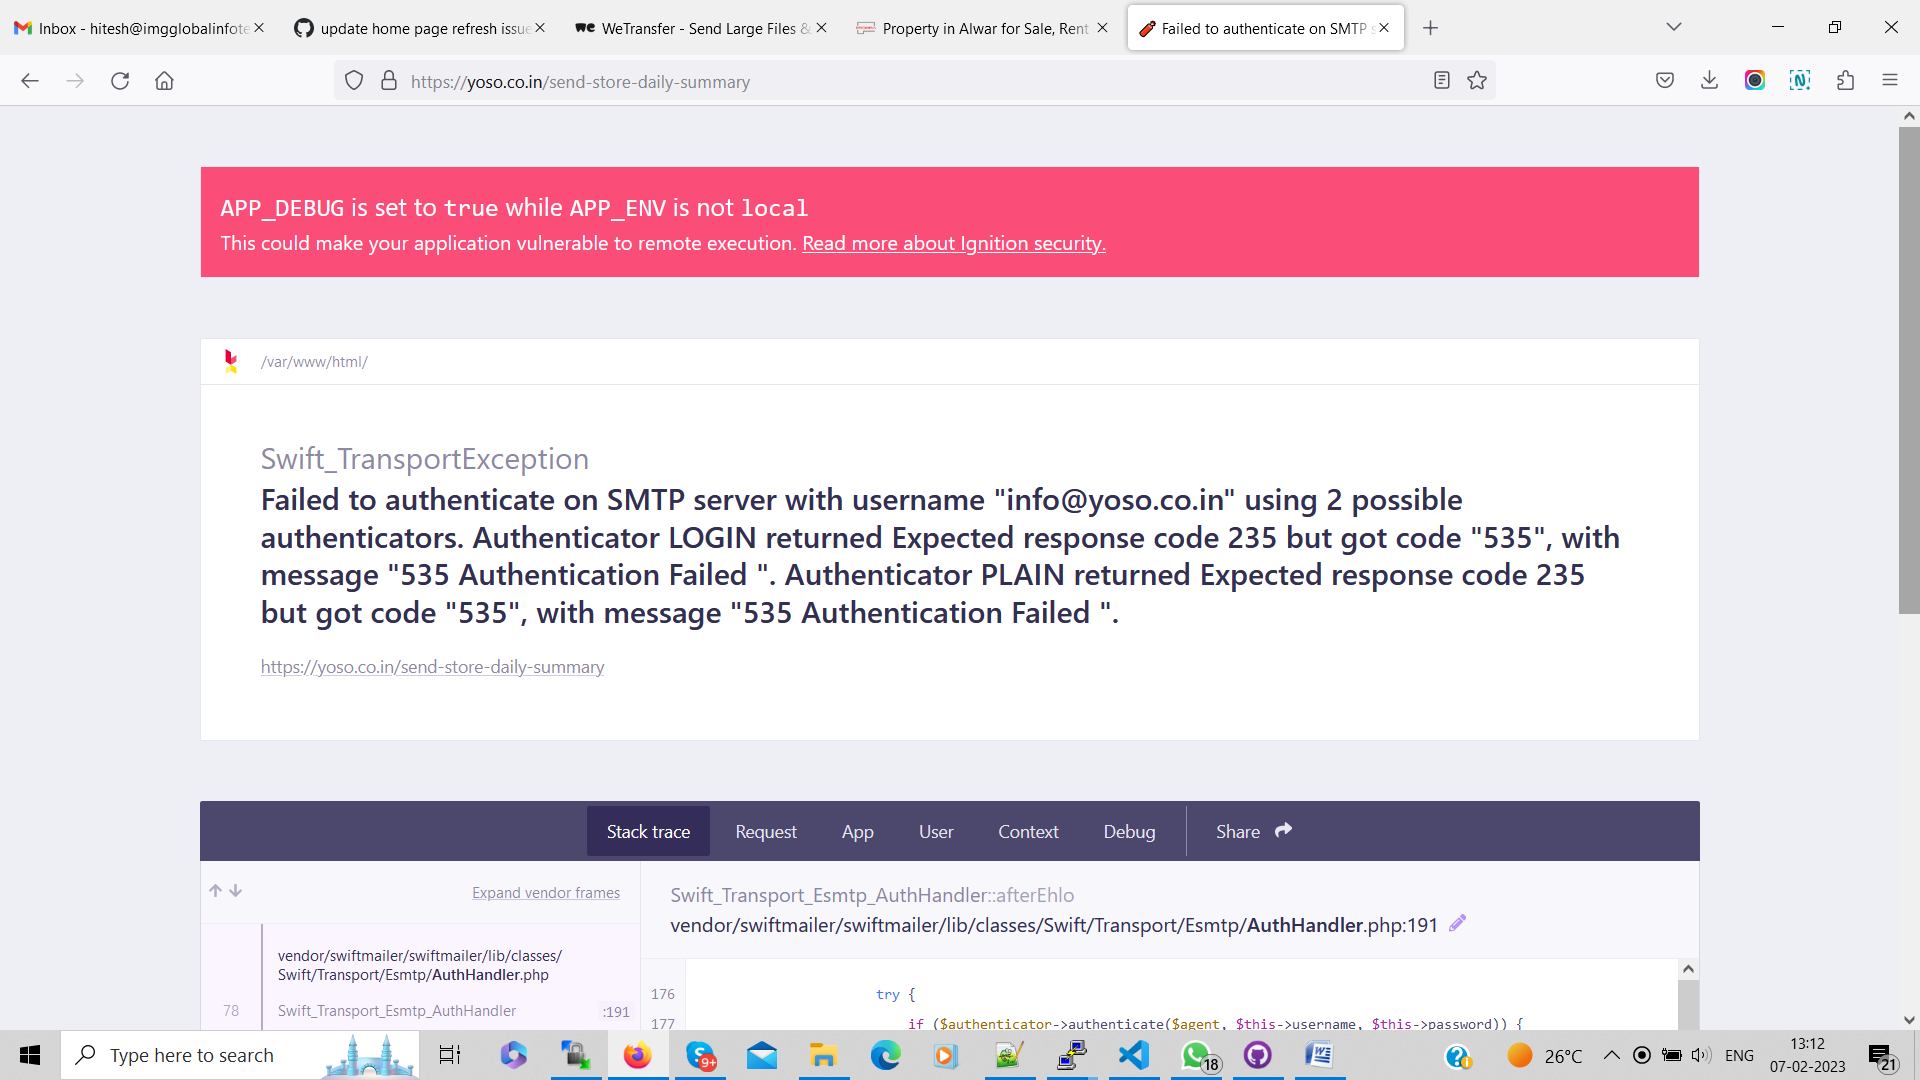 Inbox - hitesh@imgglobalinfote
update home page refresh issue
WeTransfer - Send Large Files &
Property in Alwar for Sale, Rent
Failed to authenticate on SMTP s
https://yoso.co.in/send-store-daily-summary
APP_DEBUG is set to true while APP_ENV is not local
This could make your application vulnerable to remote execution. Read more about Ignition security.
/var/www/html/
Swift_TransportException
Failed to authenticate on SMTP server with username "info@yoso.co.in" using 2 possible
authenticators. Authenticator LOGIN returned Expected response code 235 but got code "535", with
message "535 Authentication Failed ". Authenticator PLAIN returned Expected response code 235
but got code "535", with message "535 Authentication Failed ".
https://yoso.co.in/send-store-daily-summary
Stack trace Request App User Context Debug Share
Expand vendor frames
Swift_Transport_Esmtp_AuthHandler::afterEhlo
vendor/swiftmailer/swiftmailer/lib/classes/Swift/Transport/Esmtp/AuthHandler.php:191
vendor/swiftmailer/swiftmailer/lib/classes/
Swift/Transport/Esmtp/AuthHandler.php
78 Swift_Transport_Esmtp_AuthHandler :191
176 try {
177 if ($authenticator->authenticate($agent, $this->username, $this->password)) {
Type here to search
9+
18
26°C
ENG
13:12
07-02-2023
21